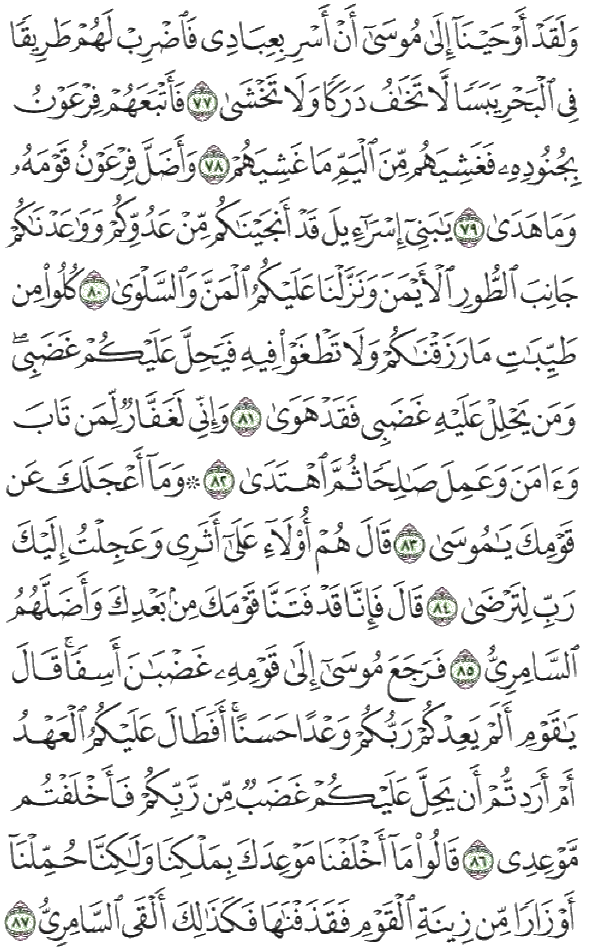 وَلَقَدْ أَوْحَيْنَآ إِلَىٰ مُوسَىٰٓ أَنْ أَسْرِ بِعِبَادِى فَٱضْرِبْ لَهُمْ طَرِيقًا
فِى ٱلْبَحْرِ يَبَسًا لَّا تَخَٰفُ دَرَكًا وَلَا تَخْشَىٰ ٧٧ فَأَتْبَعَهُمْ فِرْعَوْنُ
بِجُنُودِهِۦ فَغَشِيَهُم مِّنَ ٱلْيَمِّ مَا غَشِيَهُمْ ٧٨ وَأَضَلَّ فِرْعَوْنُ قَوْمَهُۥ
وَمَا هَدَىٰ ٧٩ يَٰبَنِىٓ إِسْرَٰٓءِيلَ قَدْ أَنجَيْنَٰكُم مِّنْ عَدُوِّكُمْ وَوَٰعَدْنَٰكُمْ
جَانِبَ ٱلطُّورِ ٱلْأَيْمَنَ وَنَزَّلْنَا عَلَيْكُمُ ٱلْمَنَّ وَٱلسَّلْوَىٰ ٨٠ كُلُوا۟ مِن
طَيِّبَٰتِ مَا رَزَقْنَٰكُمْ وَلَا تَطْغَوْا۟ فِيهِ فَيَحِلَّ عَلَيْكُمْ غَضَبِى ۖ
وَمَن يَحْلِلْ عَلَيْهِ غَضَبِى فَقَدْ هَوَىٰ ٨١ وَإِنِّى لَغَفَّارٌ لِّمَن تَابَ
وَءَامَنَ وَعَمِلَ صَٰلِحًا ثُمَّ ٱهْتَدَىٰ ٨٢ ۞ وَمَآ أَعْجَلَكَ عَن
قَوْمِكَ يَٰمُوسَىٰ ٨٣ قَالَ هُمْ أُو۟لَآءِ عَلَىٰٓ أَثَرِى وَعَجِلْتُ إِلَيْكَ
رَبِّ لِتَرْضَىٰ ٨٤ قَالَ فَإِنَّا قَدْ فَتَنَّا قَوْمَكَ مِنۢ بَعْدِكَ وَأَضَلَّهُمُ
ٱلسَّامِرِىُّ ٨٥ فَرَجَعَ مُوسَىٰٓ إِلَىٰ قَوْمِهِۦ غَضْبَٰنَ أَسِفًا ۚ قَالَ
يَٰقَوْمِ أَلَمْ يَعِدْكُمْ رَبُّكُمْ وَعْدًا حَسَنًا ۚ أَفَطَالَ عَلَيْكُمُ ٱلْعَهْدُ
أَمْ أَرَدتُّمْ أَن يَحِلَّ عَلَيْكُمْ غَضَبٌ مِّن رَّبِّكُمْ فَأَخْلَفْتُم
مَّوْعِدِى ٨٦ قَالُوا۟ مَآ أَخْلَفْنَا مَوْعِدَكَ بِمَلْكِنَا وَلَٰكِنَّا حُمِّلْنَآ
أَوْزَارًا مِّن زِينَةِ ٱلْقَوْمِ فَقَذَفْنَٰهَا فَكَذَٰلِكَ أَلْقَى ٱلسَّامِرِىُّ ٨٧